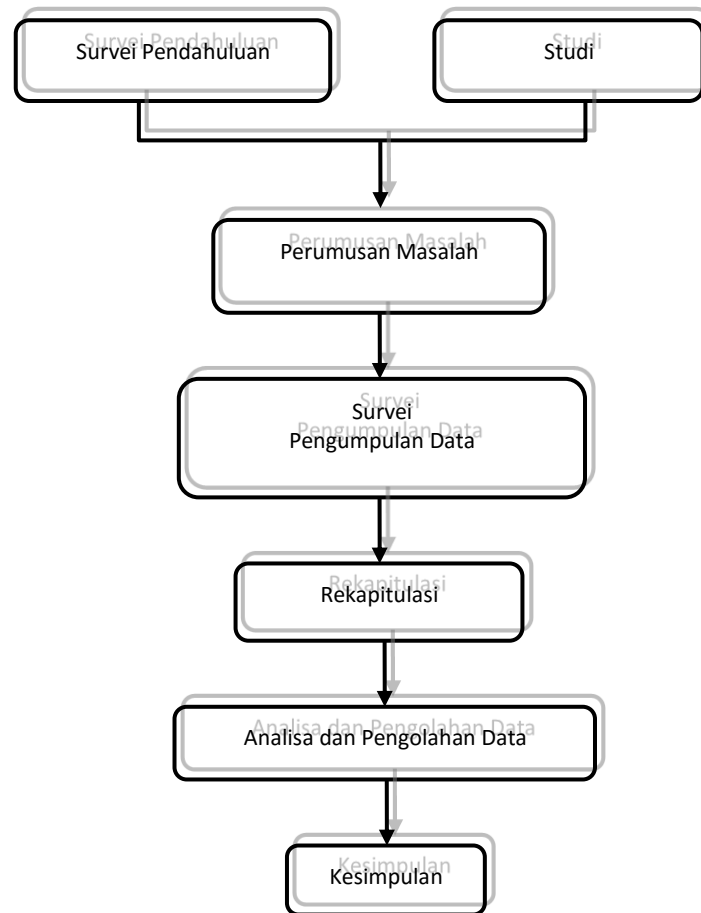 Survei Pendahuluan
Studi
Perumusan Masalah
Survei
Pengumpulan Data
Rekapitulasi
Analisa dan Pengolahan Data
Kesimpulan